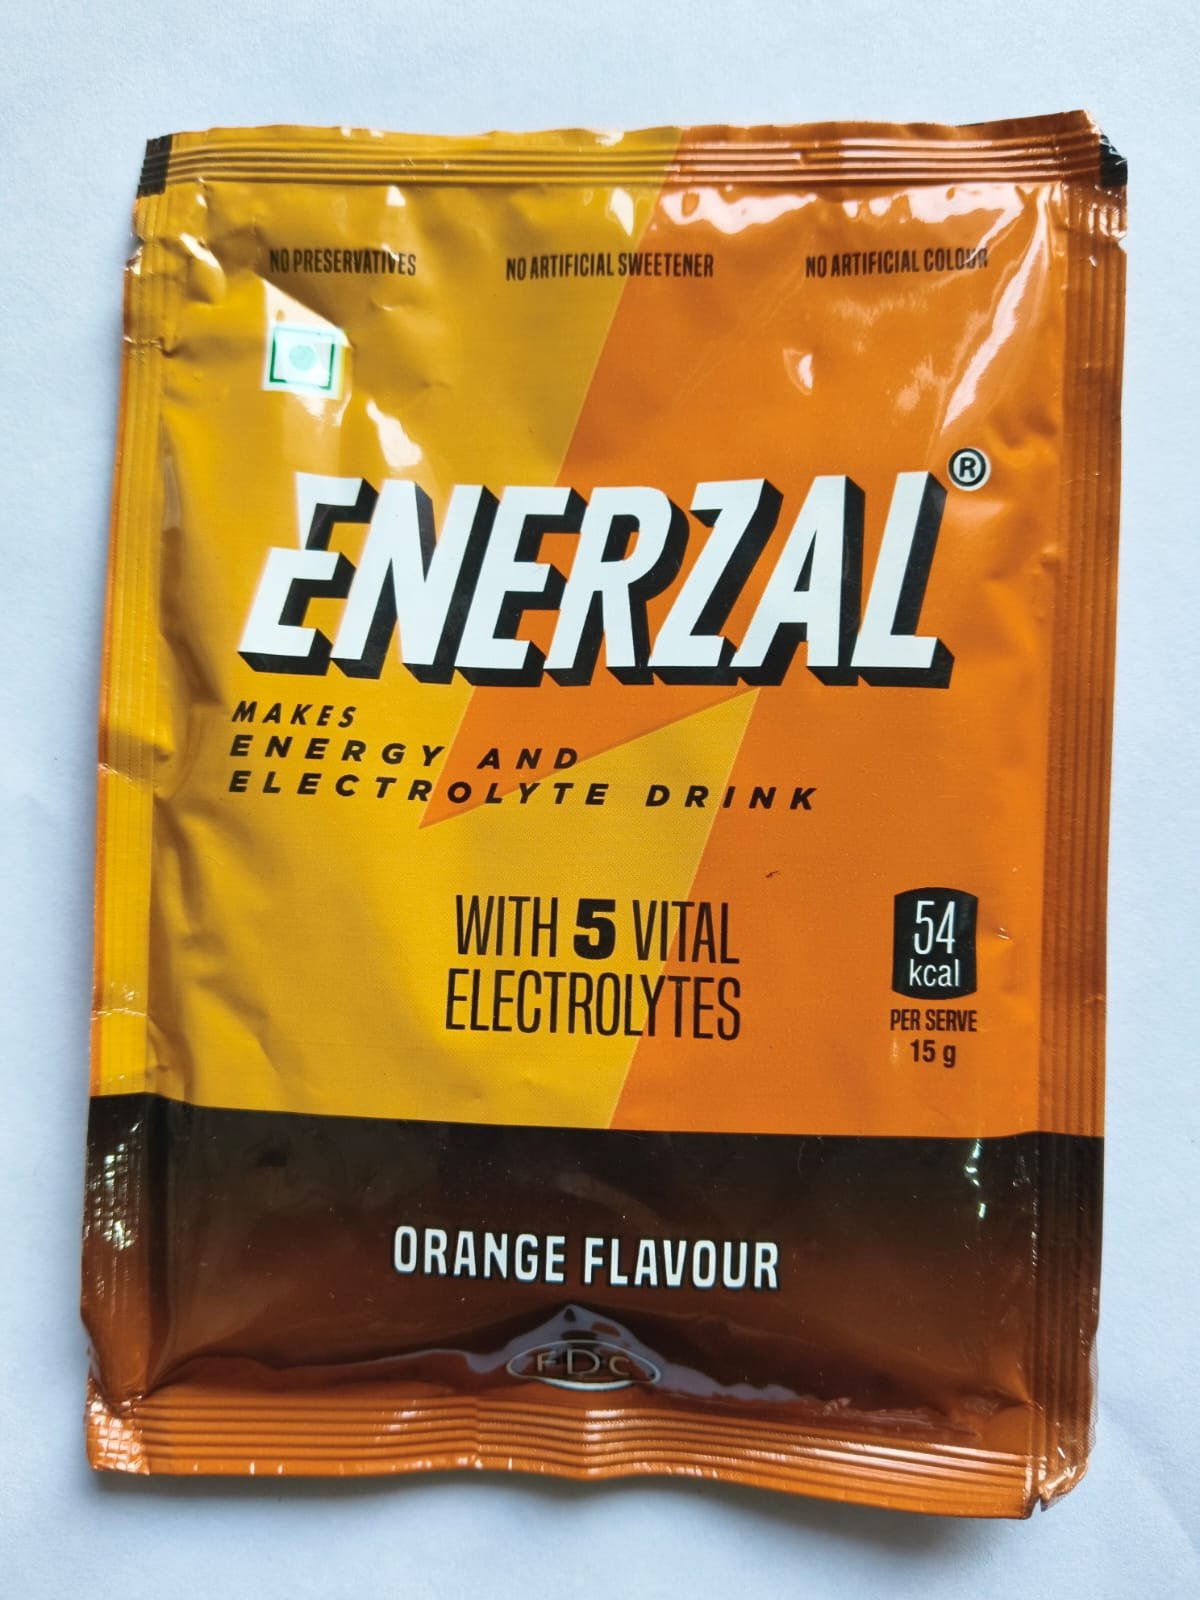 NO PRESERVATIVES
NO ARTIFICIAL SWEETENER
NO ARTIFICIAL COLOUR
ENERZAL®
MAKES
ENERGY AND
ELECTROLYTE DRINK
WITH 5 VITAL
ELECTROLYTES
54
kcal
PER SERVE
15 g
ORANGE FLAVOUR
FDC